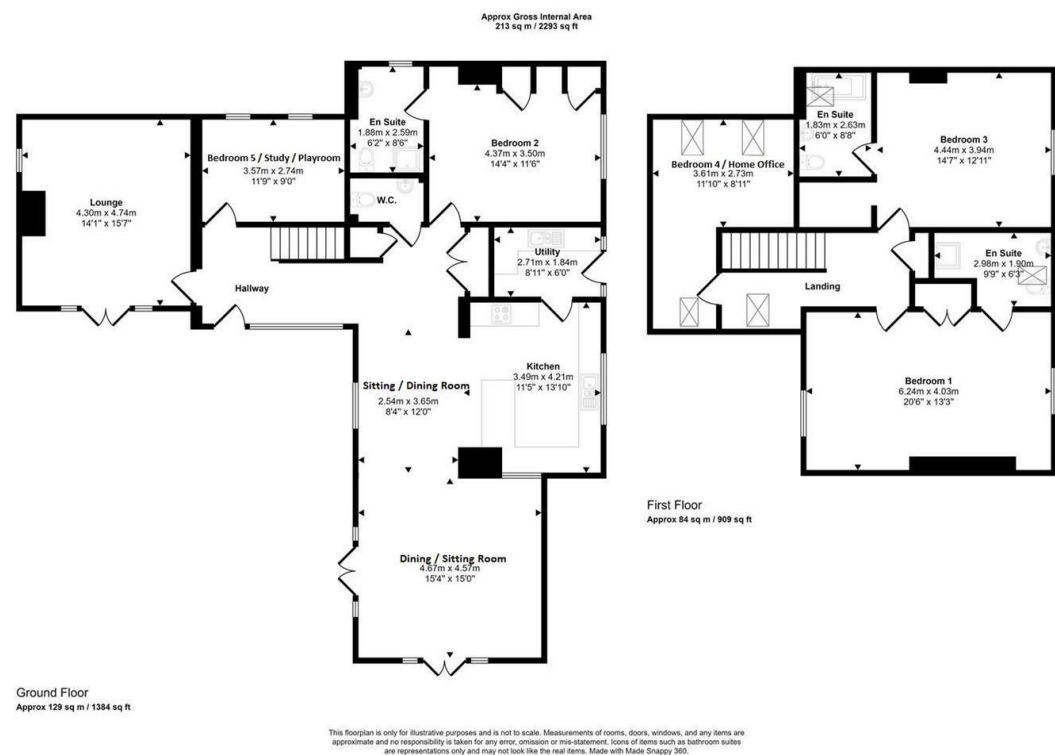 Approx Gross Internal Area
213 sq m / 2293 sq ft
En Suite
1.88m x 2.59m
6'2" x 8'6"
Bedroom 2
4.37m x 3.50m
14'4" x 11'6"
Bedroom 5 / Study / Playroom
3.57m x 2.74m
11'9" x 9'0"
Lounge
4.30m x 4.74m
14'1" x 15'7"
W.C.
Utility
2.71m x 1.84m
8'11" x 6'0"
Hallway
Kitchen
3.49m x 4.21m
11'5" x 13'10"
Sitting / Dining Room
2.54m x 3.65m
8'4" x 12'0"
Dining / Sitting Room
4.67m x 4.57m
15'4" x 15'0"
Ground Floor
Approx 129 sq m / 1384 sq ft
En Suite
1.83m x 2.63m
6'0" x 8'8"
Bedroom 3
4.44m x 3.94m
14'7" x 12'11"
Bedroom 4 / Home Office
3.61m x 2.73m
11'10" x 8'11"
En Suite
2.98m x 1.90m
9'9" x 6'3"
Landing
Bedroom 1
6.24m x 4.03m
20'6" x 13'3"
First Floor
Approx 84 sq m / 909 sq ft
This floorplan is only for illustrative purposes and is not to scale. Measurements of rooms, doors, windows, and any items are
approximate and no responsibility is taken for any error, omission or mis-statement. Icons of items such as bathroom suites
are representations only and may not look like the real items. Made with Made Snappy 360.